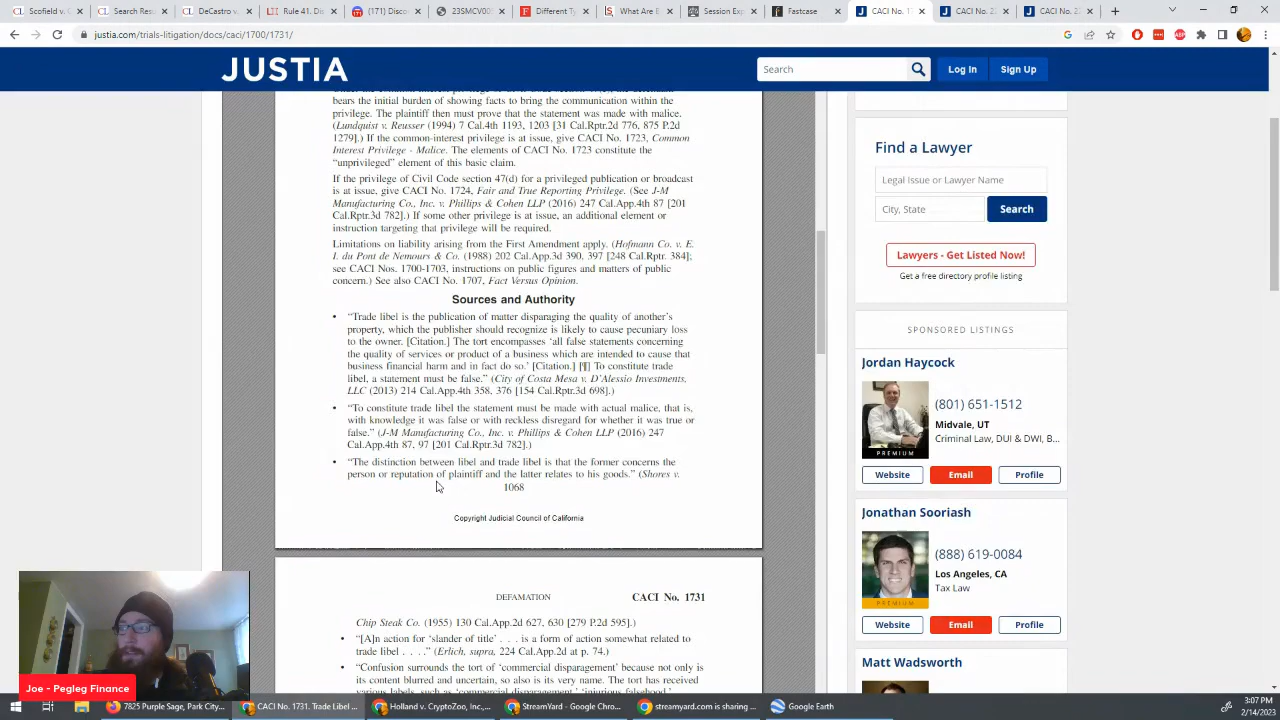 Scofield v. G
Search Resu
DeCastro v.
Rule 41. Dis
(171) Discor
23SMCV00
Different Ty
What Are E
Session Exp
Fastcase
CACI No. 17
CACI No. 23
CACI No. 23
justia.com/trials-litigation/docs/caci/1700/1731/
JUSTIA
Search
Log In
Sign Up
bears the initial burden of showing facts to bring the communication within the
privilege. The plaintiff then must prove that the statement was made with malice.
(Lundquist v. Reusser (1994) 7 Cal.4th 1193, 1203 [31 Cal.Rptr.2d 776, 875 P.2d
1279].) If the common-interest privilege is at issue, give CACI No. 1723, Common
Interest Privilege - Malice. The elements of CACI No. 1723 constitute the
“unprivileged” element of this basic claim.
If the privilege of Civil Code section 47(d) for a privileged publication or broadcast
is at issue, give CACI No. 1724, Fair and True Reporting Privilege. (See J-M
Manufacturing Co., Inc. v. Phillips & Cohen LLP (2016) 247 Cal.App.4th 87 [201
Cal.Rptr.3d 782].) If some other privilege is at issue, an additional element or
instruction targeting that privilege will be required.
Limitations on liability arising from the First Amendment apply. (Hofmann Co. v. E.
I. du Pont de Nemours & Co. (1988) 202 Cal.App.3d 390, 397 [248 Cal.Rptr. 384];
see CACI Nos. 1700-1703, instructions on public figures and matters of public
concern.) See also CACI No. 1707, Fact Versus Opinion.
Sources and Authority
• “Trade libel is the publication of matter disparaging the quality of another’s
property, which the publisher should recognize is likely to cause pecuniary loss
to the owner. [Citation.] The tort encompasses ‘all false statements concerning
the quality of services or product of a business which are intended to cause that
business financial harm and in fact do so.’ [Citation.] [¶] To constitute trade
libel, a statement must be false.” (City of Costa Mesa v. D’Alessio Investments,
LLC (2013) 214 Cal.App.4th 358, 376 [154 Cal.Rptr.3d 698].)
• “To constitute trade libel the statement must be made with actual malice, that is,
with knowledge it was false or with reckless disregard for whether it was true or
false.” (J-M Manufacturing Co., Inc. v. Phillips & Cohen LLP (2016) 247
Cal.App.4th 87, 97 [201 Cal.Rptr.3d 782].)
• “The distinction between libel and trade libel is that the former concerns the
person or reputation of plaintiff and the latter relates to his goods.” (Shores v.
1068
Copyright Judicial Council of California
DEFAMATION CACI No. 1731
Chip Steak Co. (1955) 130 Cal.App.2d 627, 630 [279 P.2d 595].)
• “[A]n action for ‘slander of title’ . . . is a form of action somewhat related to
trade libel . . . .” (Erlich, supra, 224 Cal.App.2d at p. 74.)
• “Confusion surrounds the tort of ‘commercial disparagement’ because not only is
its content blurred and uncertain, so also is its very name. The tort has received
various labels, such as ‘commercial disparagement,’ ‘injurious falsehood,’
Find a Lawyer
Legal Issue or Lawyer Name
City, State
Search
Lawyers - Get Listed Now!
Get a free directory profile listing
SPONSORED LISTINGS
Jordan Haycock
(801) 651-1512
Midvale, UT
Criminal Law, DUI & DWI, B...
PREMIUM
Website
Email
Profile
Jonathan Sooriash
(888) 619-0084
Los Angeles, CA
Tax Law
PREMIUM
Website
Email
Profile
Matt Wadsworth
Joe - Pegleg Finance
7825 Purple Sage, Park City...
CACI No. 1731. Trade Libel ...
Holland v. CryptoZoo, Inc.,...
StreamYard – Google Chro...
streamyard.com is sharing ...
Google Earth
3:07 PM
2/14/2023